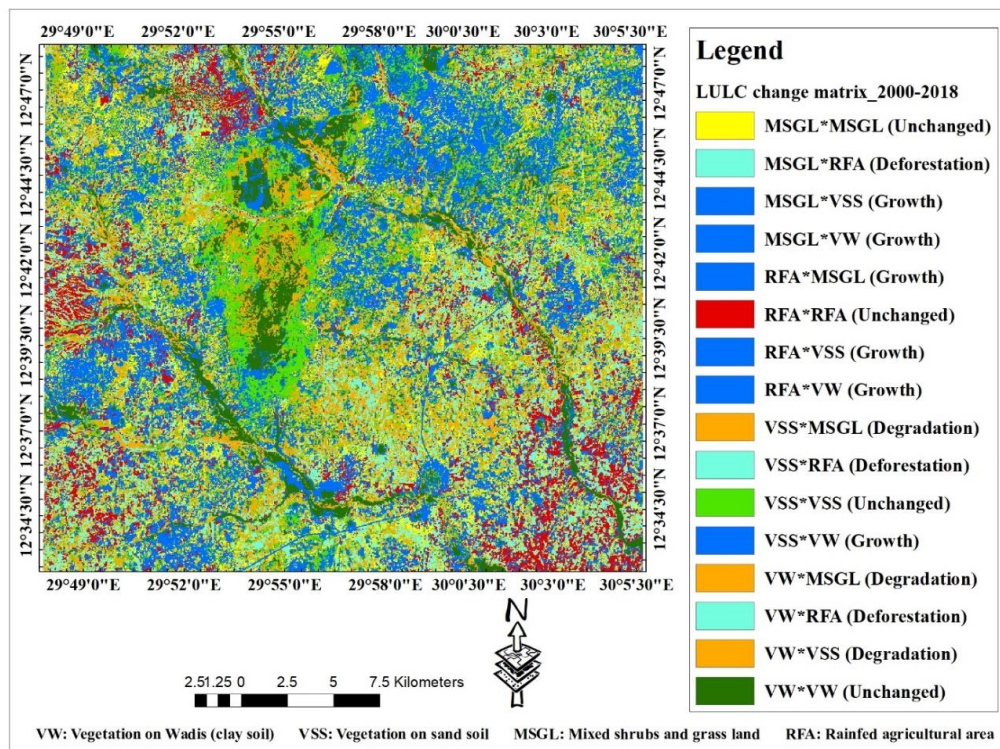 29°49'0"E 29°52'0"E 29°55'0"E 29°58'0"E 30°0'30"E 30°3'0"E 30°5'30"E
12°47'0"N 12°47'0"N
12°44'30"N 12°44'30"N
12°42'0"N 12°42'0"N
12°39'30"N 12°39'30"N
12°37'0"N 12°37'0"N
12°34'30"N 12°34'30"N
29°49'0"E 29°52'0"E 29°55'0"E 29°58'0"E 30°0'30"E 30°3'0"E 30°5'30"E
N
2.51.25 0 2.5 5 7.5 Kilometers
Legend
LULC change matrix_2000-2018
MSGL*MSGL (Unchanged)
MSGL*RFA (Deforestation)
MSGL*VSS (Growth)
MSGL*VW (Growth)
RFA*MSGL (Growth)
RFA*RFA (Unchanged)
RFA*VSS (Growth)
RFA*VW (Growth)
VSS*MSGL (Degradation)
VSS*RFA (Deforestation)
VSS*VSS (Unchanged)
VSS*VW (Growth)
VW*MSGL (Degradation)
VW*RFA (Deforestation)
VW*VSS (Degradation)
VW*VW (Unchanged)
VW: Vegetation on Wadis (clay soil) VSS: Vegetation on sand soil MSGL: Mixed shrubs and grass land RFA: Rainfed agricultural area